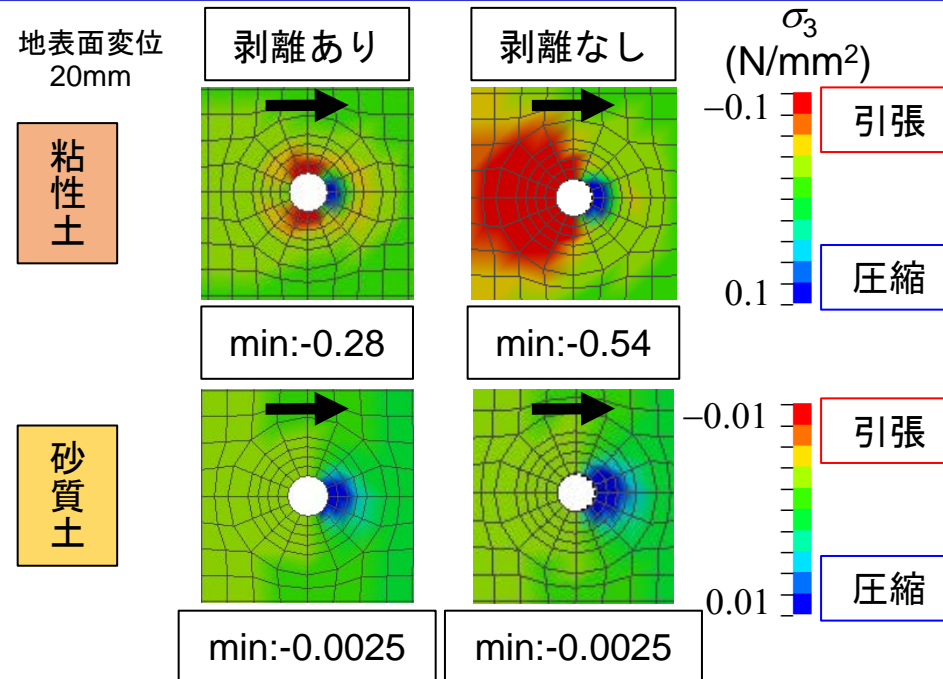 地表面変位
20mm
剥離あり
剥離なし
σ3
(N/mm2)
粘性土
–0.1
引張
0.1
圧縮
min:-0.28
min:-0.54
砂質土
–0.01
引張
0.01
圧縮
min:-0.0025
min:-0.0025